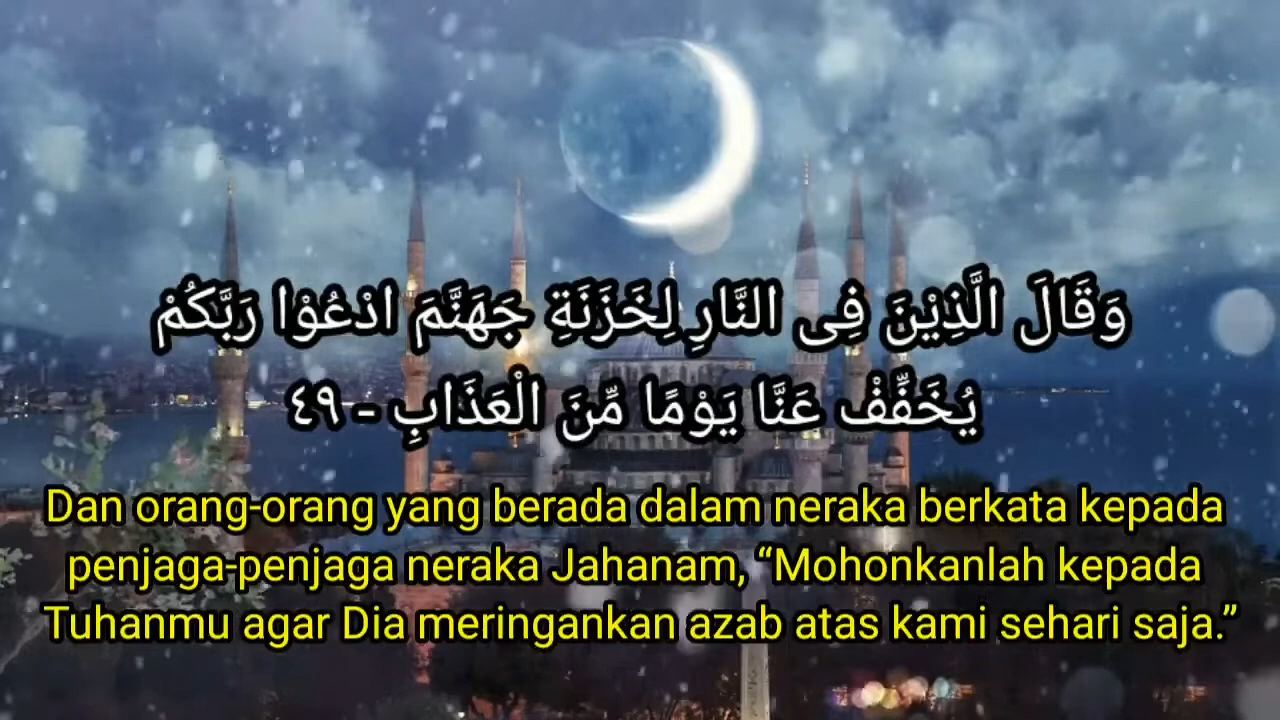 وَقَالَ الَّذِيْنَ فِى النَّارِ لِخَزَنَةِ جَهَنَّمَ ادْعُوْا رَبَّكُمْ
يُخَفِّفْ عَنَّا يَوْمًا مِّنَ الْعَذَابِ - ٤٩
Dan orang-orang yang berada dalam neraka berkata kepada
penjaga-penjaga neraka Jahanam, “Mohonkanlah kepada
Tuhanmu agar Dia meringankan azab atas kami sehari saja.”